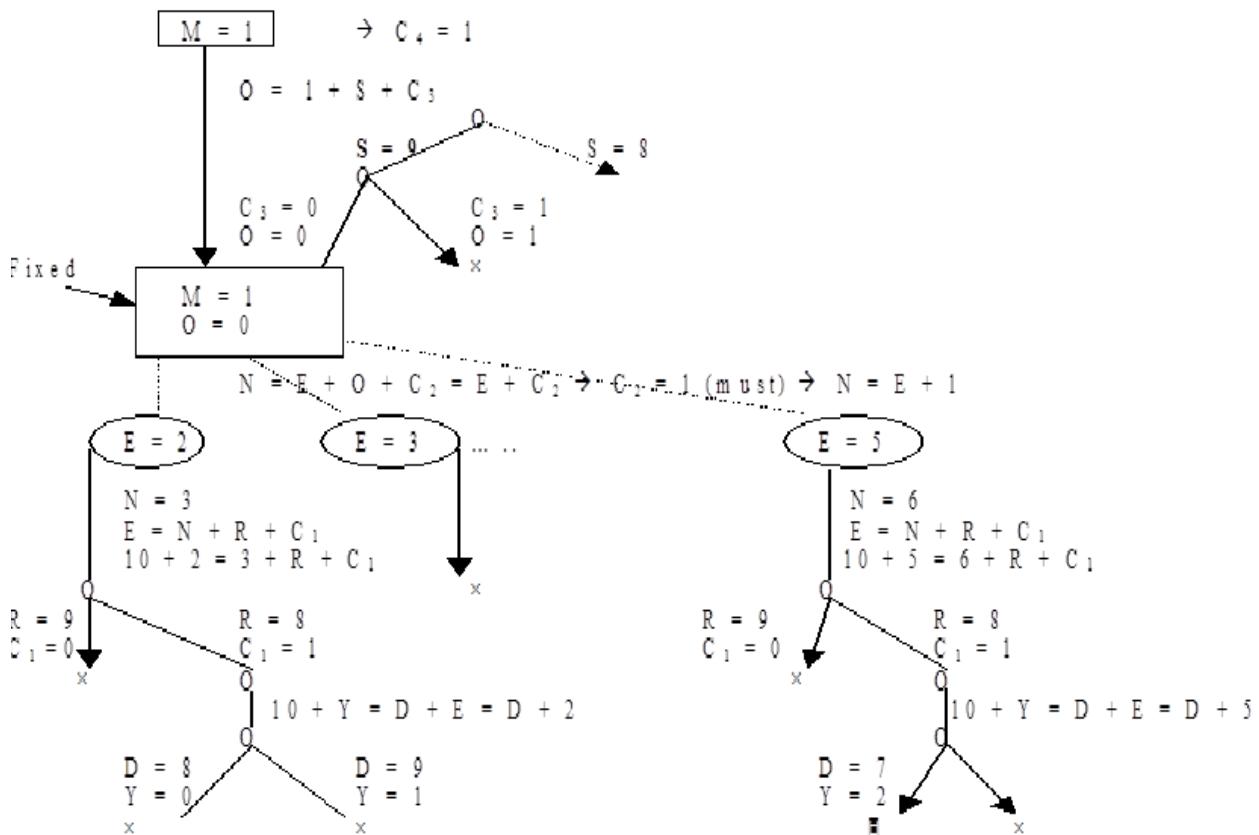 M = 1 → C₄ = 1
O = 1 + S + C₃
O
S = 9 S = 8
O
C₃ = 0 C₃ = 1
O = 0 O = 1
x
Fixed
M = 1
O = 0
N = E + O + C₂ = E + C₂ → C₂ = 1 (must) → N = E + 1
E = 2 E = 3 ..... E = 5
N = 3 N = 6
E = N + R + C₁ E = N + R + C₁
10 + 2 = 3 + R + C₁ 10 + 5 = 6 + R + C₁
O x O
R = 9 R = 8 R = 9 R = 8
C₁ = 0 C₁ = 1 C₁ = 0 C₁ = 1
x O x O
10 + Y = D + E = D + 2 10 + Y = D + E = D + 5
O O
D = 8 D = 9 D = 7
Y = 0 Y = 1 Y = 2
x x x